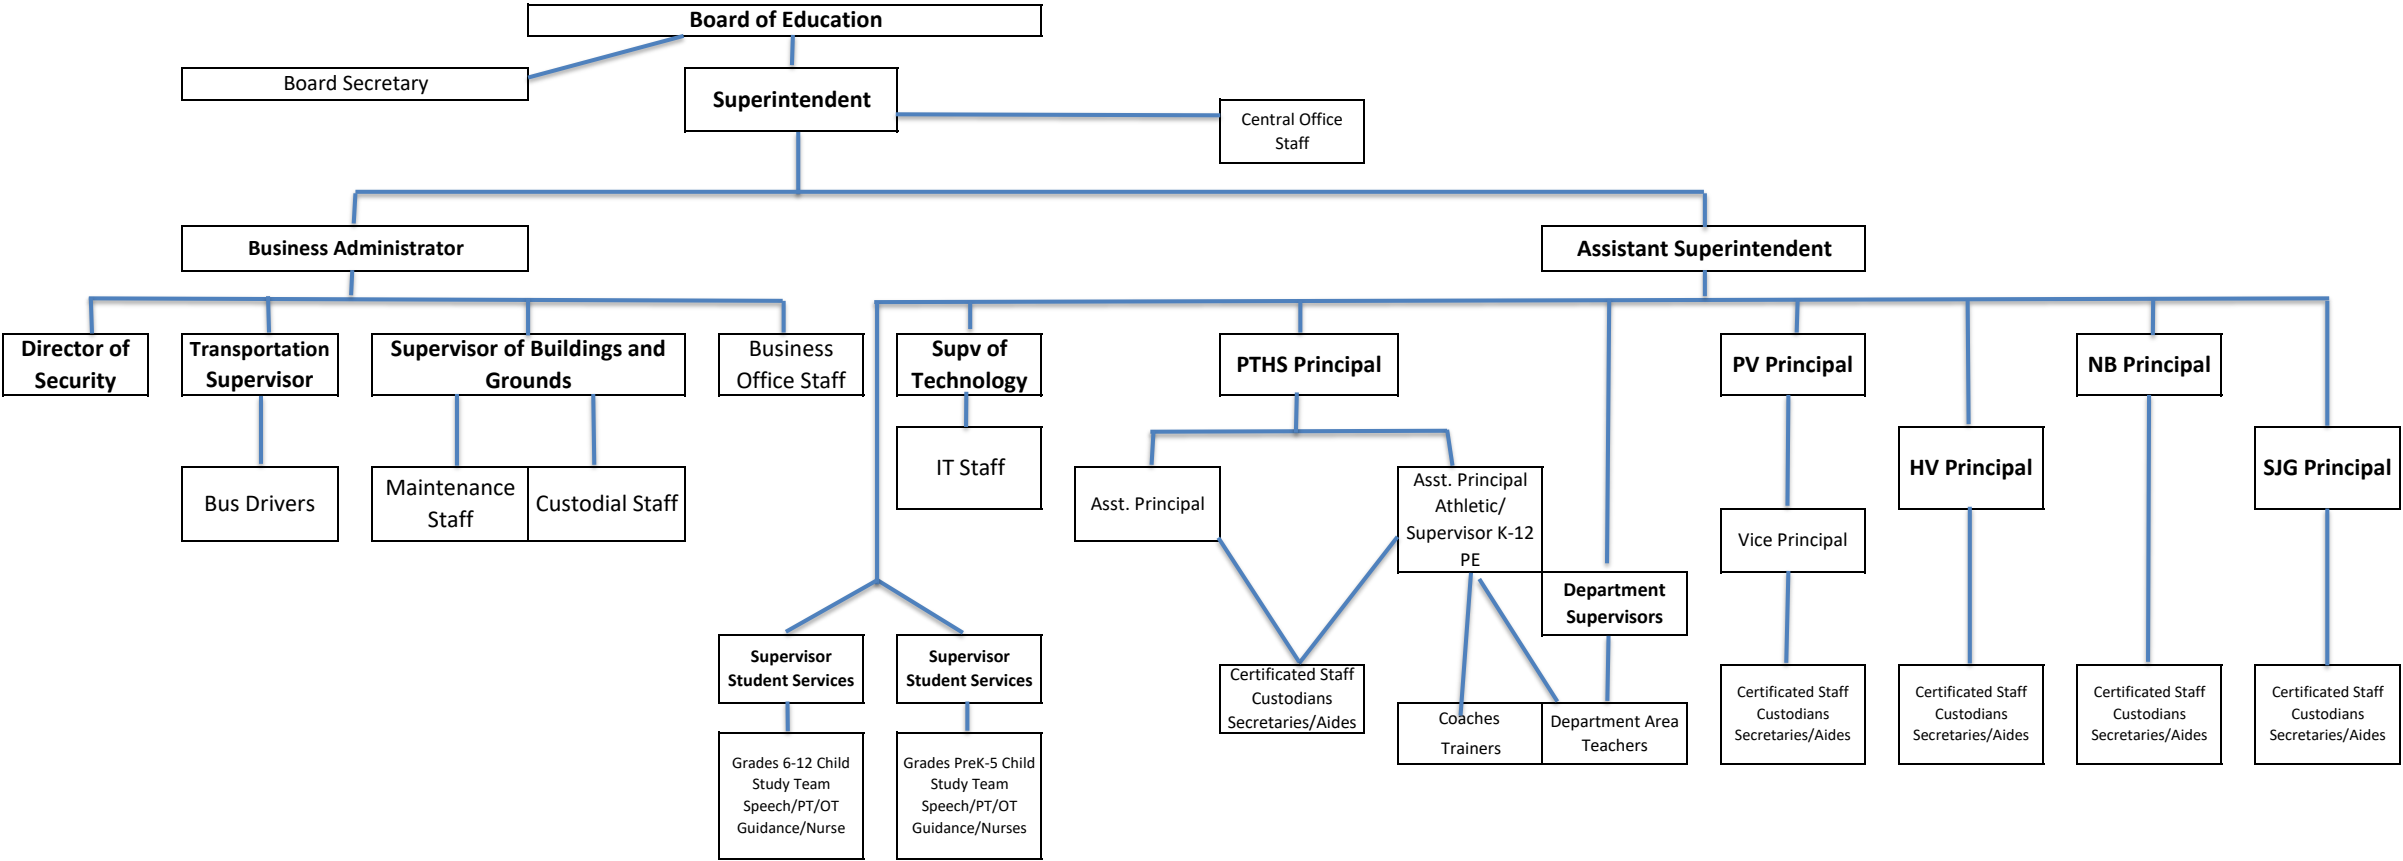 Board of Education
Board Secretary
Superintendent
Central Office
Staff
Business Administrator
Assistant Superintendent
Director of
Security
Transportation
Supervisor
Supervisor of Buildings and
Grounds
Business
Office Staff
Supv of
Technology
PTHS Principal
PV Principal
NB Principal
Bus Drivers
Maintenance
Staff
Custodial Staff
IT Staff
Asst. Principal
Asst. Principal
Athletic/
Supervisor K-12
PE
HV Principal
SJG Principal
Vice Principal
Department
Supervisors
Supervisor
Student Services
Supervisor
Student Services
Certificated Staff
Custodians
Secretaries/Aides
Coaches
Trainers
Department Area
Teachers
Certificated Staff
Custodians
Secretaries/Aides
Certificated Staff
Custodians
Secretaries/Aides
Certificated Staff
Custodians
Secretaries/Aides
Certificated Staff
Custodians
Secretaries/Aides
Grades 6-12 Child
Study Team
Speech/PT/OT
Guidance/Nurse
Grades PreK-5 Child
Study Team
Speech/PT/OT
Guidance/Nurses